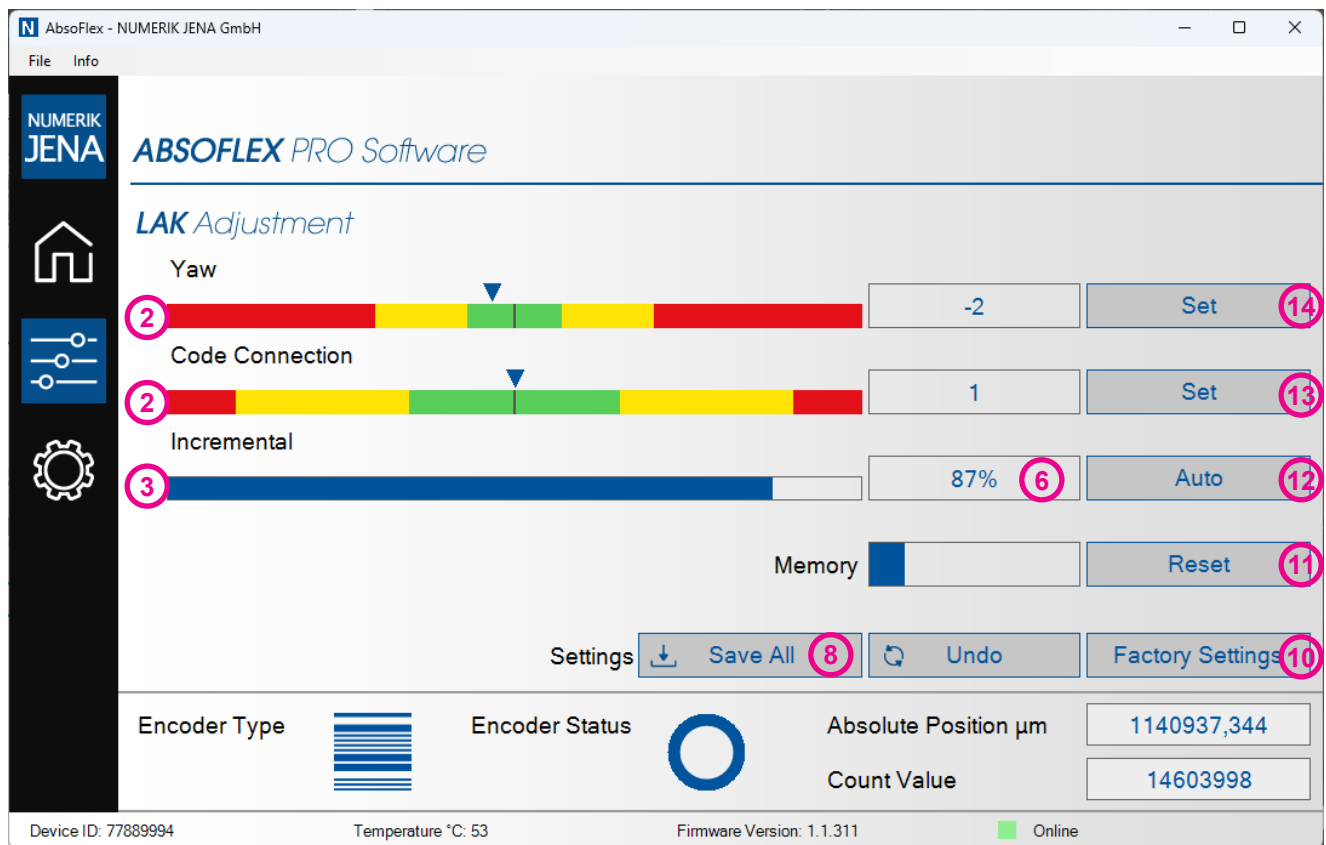 N AbsoFlex - NUMERIK JENA GmbH
File Info
NUMERIK
JENA
ABSOFLEX PRO Software
LAK Adjustment
Yaw
2 -2 Set 14
Code Connection
2 1 Set 13
Incremental
3 87% 6 Auto 12
Memory Reset 11
Settings Save All 8 Undo Factory Settings 10
Encoder Type Encoder Status Absolute Position µm 1140937,344
Count Value 14603998
Device ID: 77889994 Temperature °C: 53 Firmware Version: 1.1.311 Online